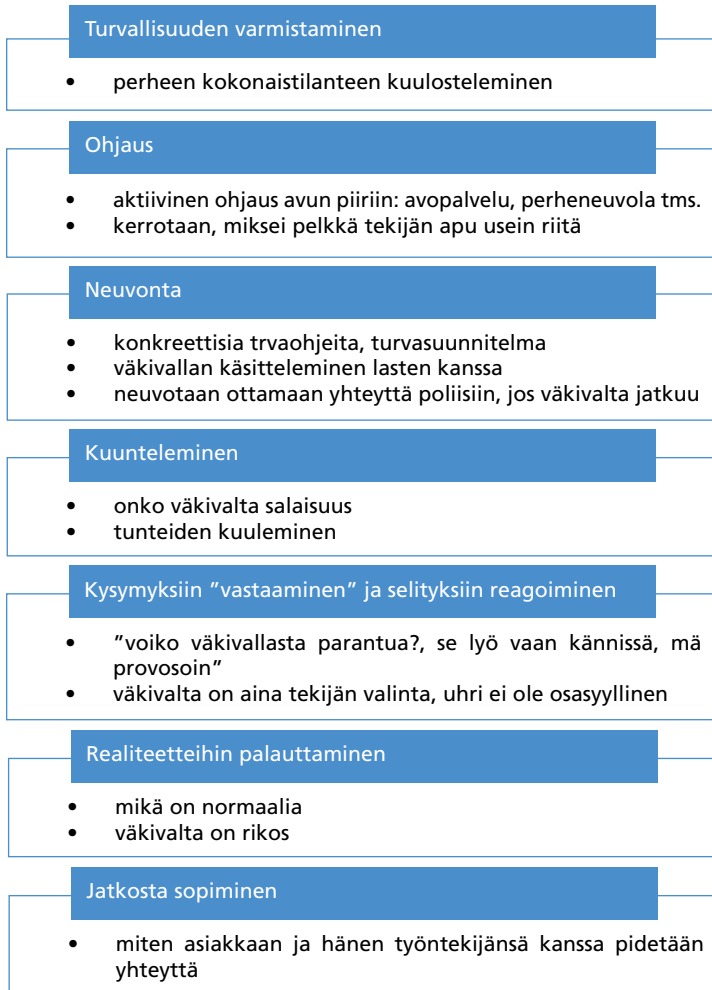 Turvallisuuden varmistaminen
• perheen kokonaistilanteen kuulosteleminen
Ohjaus
• aktiivinen ohjaus avun piiriin: avopalvelu, perheneuvola tms.
• kerrotaan, miksei pelkkä tekijän apu usein riitä
Neuvonta
• konkreettisia trvaohjeita, turvasuunnitelma
• väkivallan käsitteleminen lasten kanssa
• neuvotaan ottamaan yhteyttä poliisiin, jos väkivalta jatkuu
Kuunteleminen
• onko väkivalta salaisuus
• tunteiden kuuleminen
Kysymyksiin ”vastaaminen” ja selityksiin reagoiminen
• ”voiko väkivallasta parantua?, se lyö vaan kännissä, mä
provosoin”
• väkivalta on aina tekijän valinta, uhri ei ole osasyyllinen
Realiteetteihin palauttaminen
• mikä on normaalia
• väkivalta on rikos
Jatkosta sopiminen
• miten asiakkaan ja hänen työntekijänsä kanssa pidetään
yhteyttä